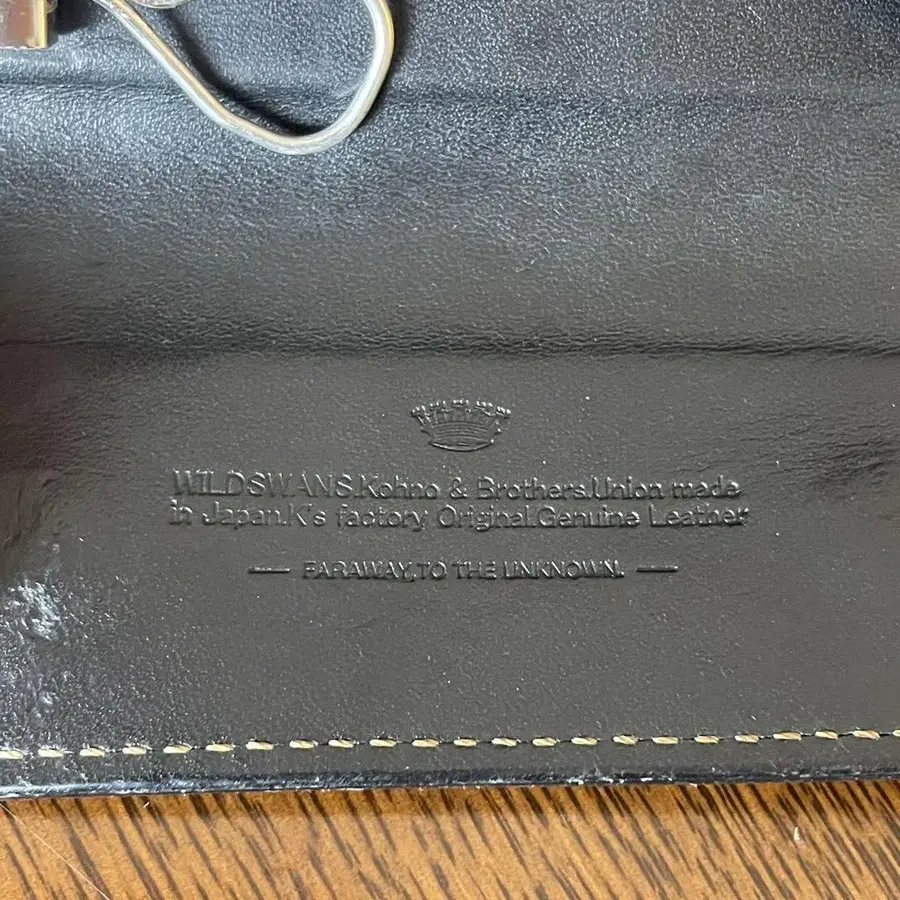 WILDSWANS.Kohno & Brothers.Union made
in Japan.K's factory Original.Genuine Leather
— FARAWAY,TO THE UNKNOWN. —